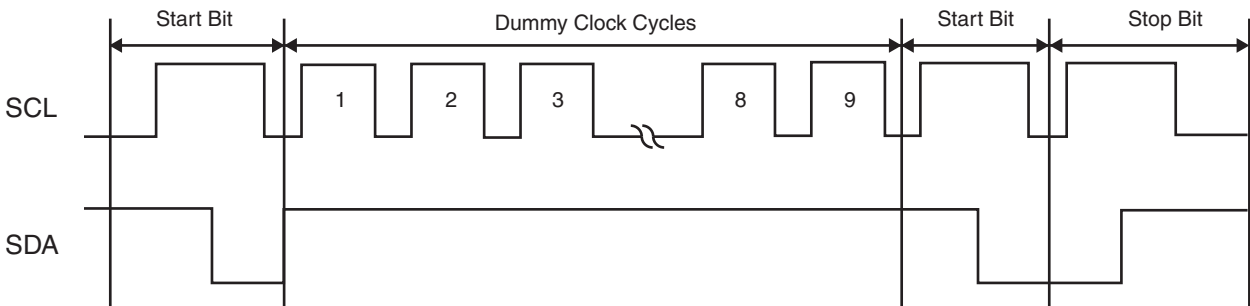 Start Bit
Dummy Clock Cycles
Start Bit
Stop Bit
SCL
1
2
3
8
9
SDA